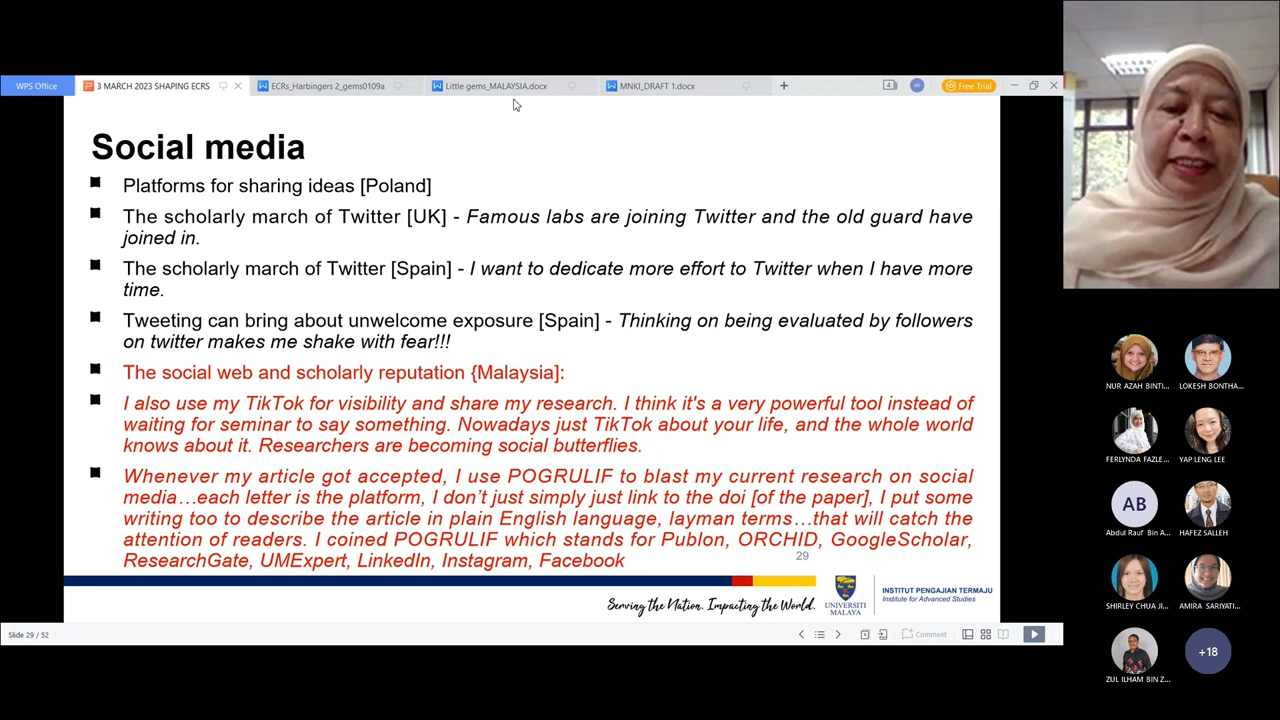 WPS Office
3 MARCH 2023 SHAPING ECRS
ECRs_Harbingers 2_gems0109a
Little gems_MALAYSIA.docx
MNKI_DRAFT 1.docx
4
Free Trial
Social media
Platforms for sharing ideas [Poland]
The scholarly march of Twitter [UK] - Famous labs are joining Twitter and the old guard have
joined in.
The scholarly march of Twitter [Spain] - I want to dedicate more effort to Twitter when I have more
time.
Tweeting can bring about unwelcome exposure [Spain] - Thinking on being evaluated by followers
on twitter makes me shake with fear!!!
The social web and scholarly reputation {Malaysia]:
I also use my TikTok for visibility and share my research. I think it's a very powerful tool instead of
waiting for seminar to say something. Nowadays just TikTok about your life, and the whole world
knows about it. Researchers are becoming social butterflies.
Whenever my article got accepted, I use POGRULIF to blast my current research on social
media…each letter is the platform, I don't just simply just link to the doi [of the paper], I put some
writing too to describe the article in plain English language, layman terms…that will catch the
attention of readers. I coined POGRULIF which stands for Publon, ORCHID, GoogleScholar,
ResearchGate, UMExpert, LinkedIn, Instagram, Facebook
29
Serving the Nation. Impacting the World.
UNIVERSITI
MALAYA
INSTITUT PENGAJIAN TERMAJU
Institute for Advanced Studies
Slide 29 / 52
Comment
NUR AZAH BINTI...
LOKESH BONTHA...
FERLYNDA FAZLE...
YAP LENG LEE
AB
Abdul Rauf Bin A...
HAFEZ SALLEH
SHIRLEY CHUA JI...
AMIRA SARIYATI...
ZUL ILHAM BIN Z...
+18